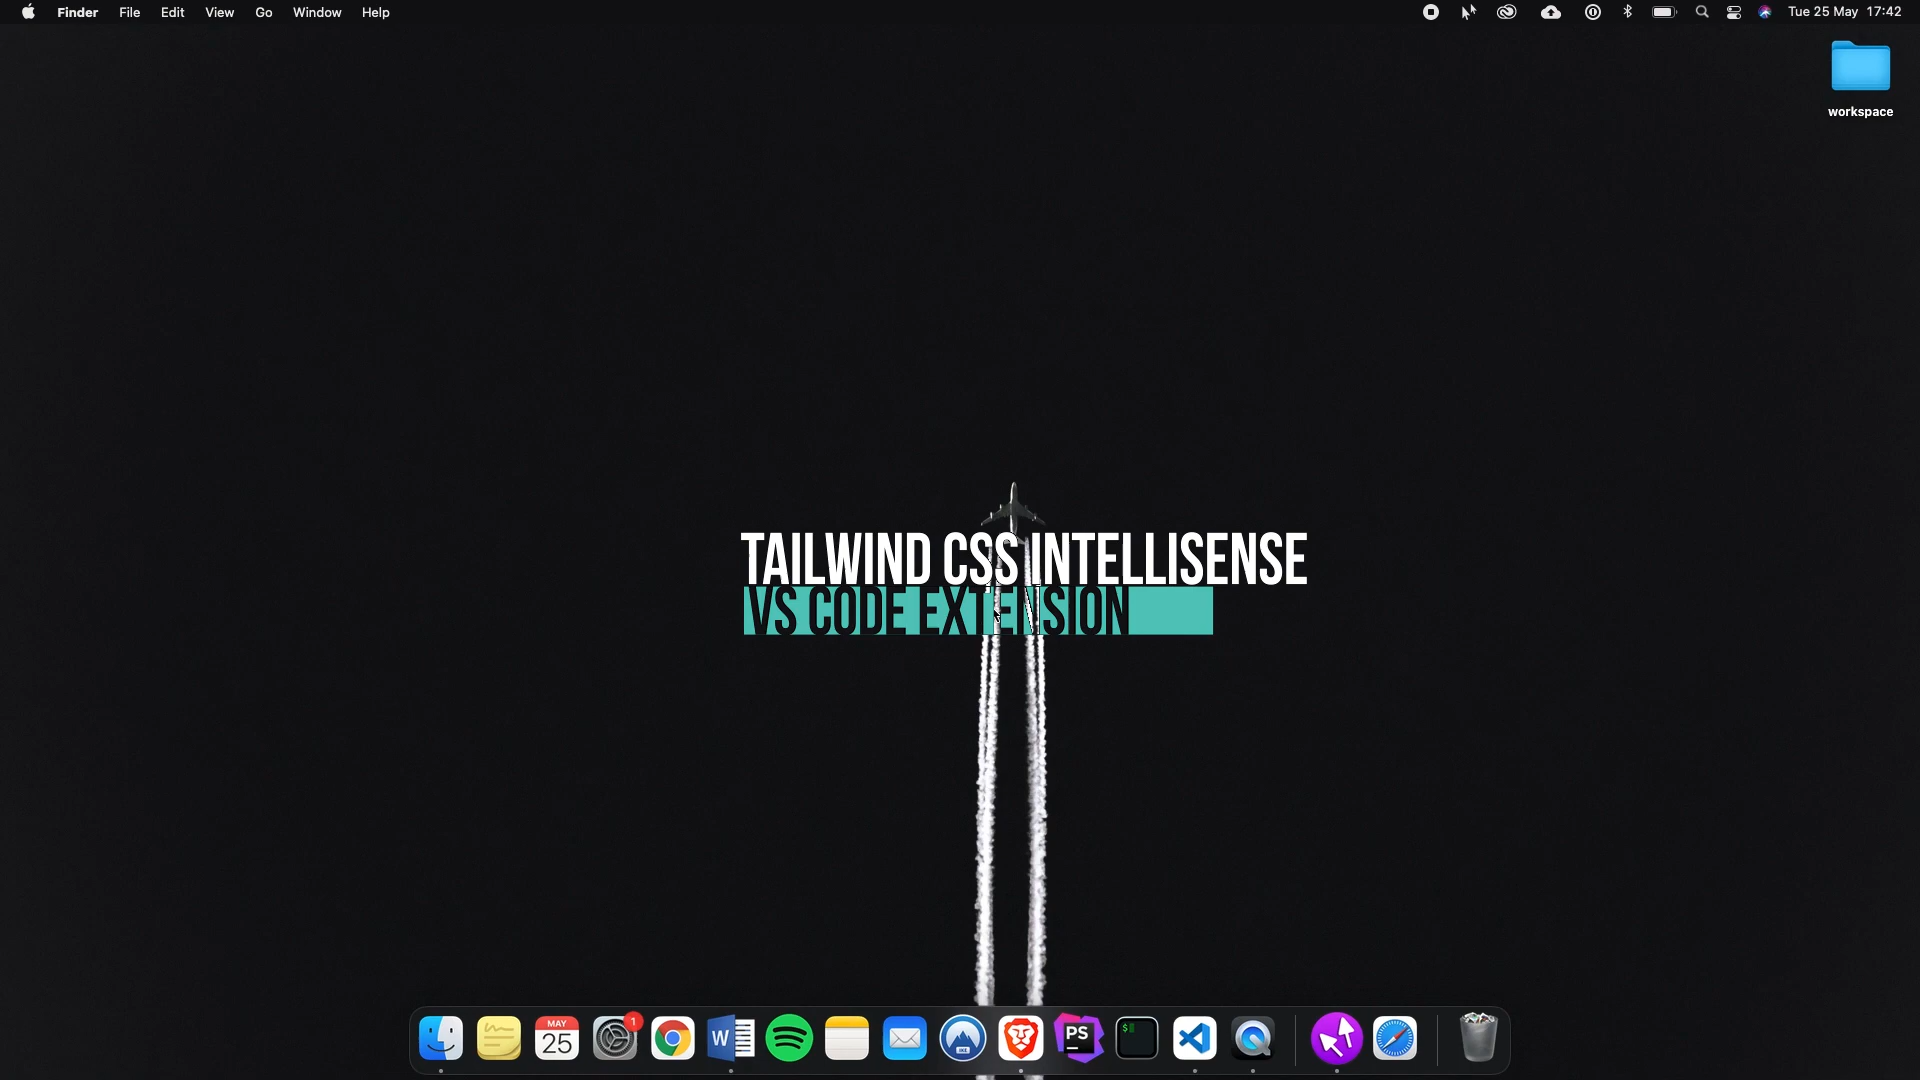 Finder File Edit View Go Window Help Tue 25 May 17:42
workspace
TAILWIND CSS INTELLISENSE
VS CODE EXTENSION
MAY
25
1
W
PS
$